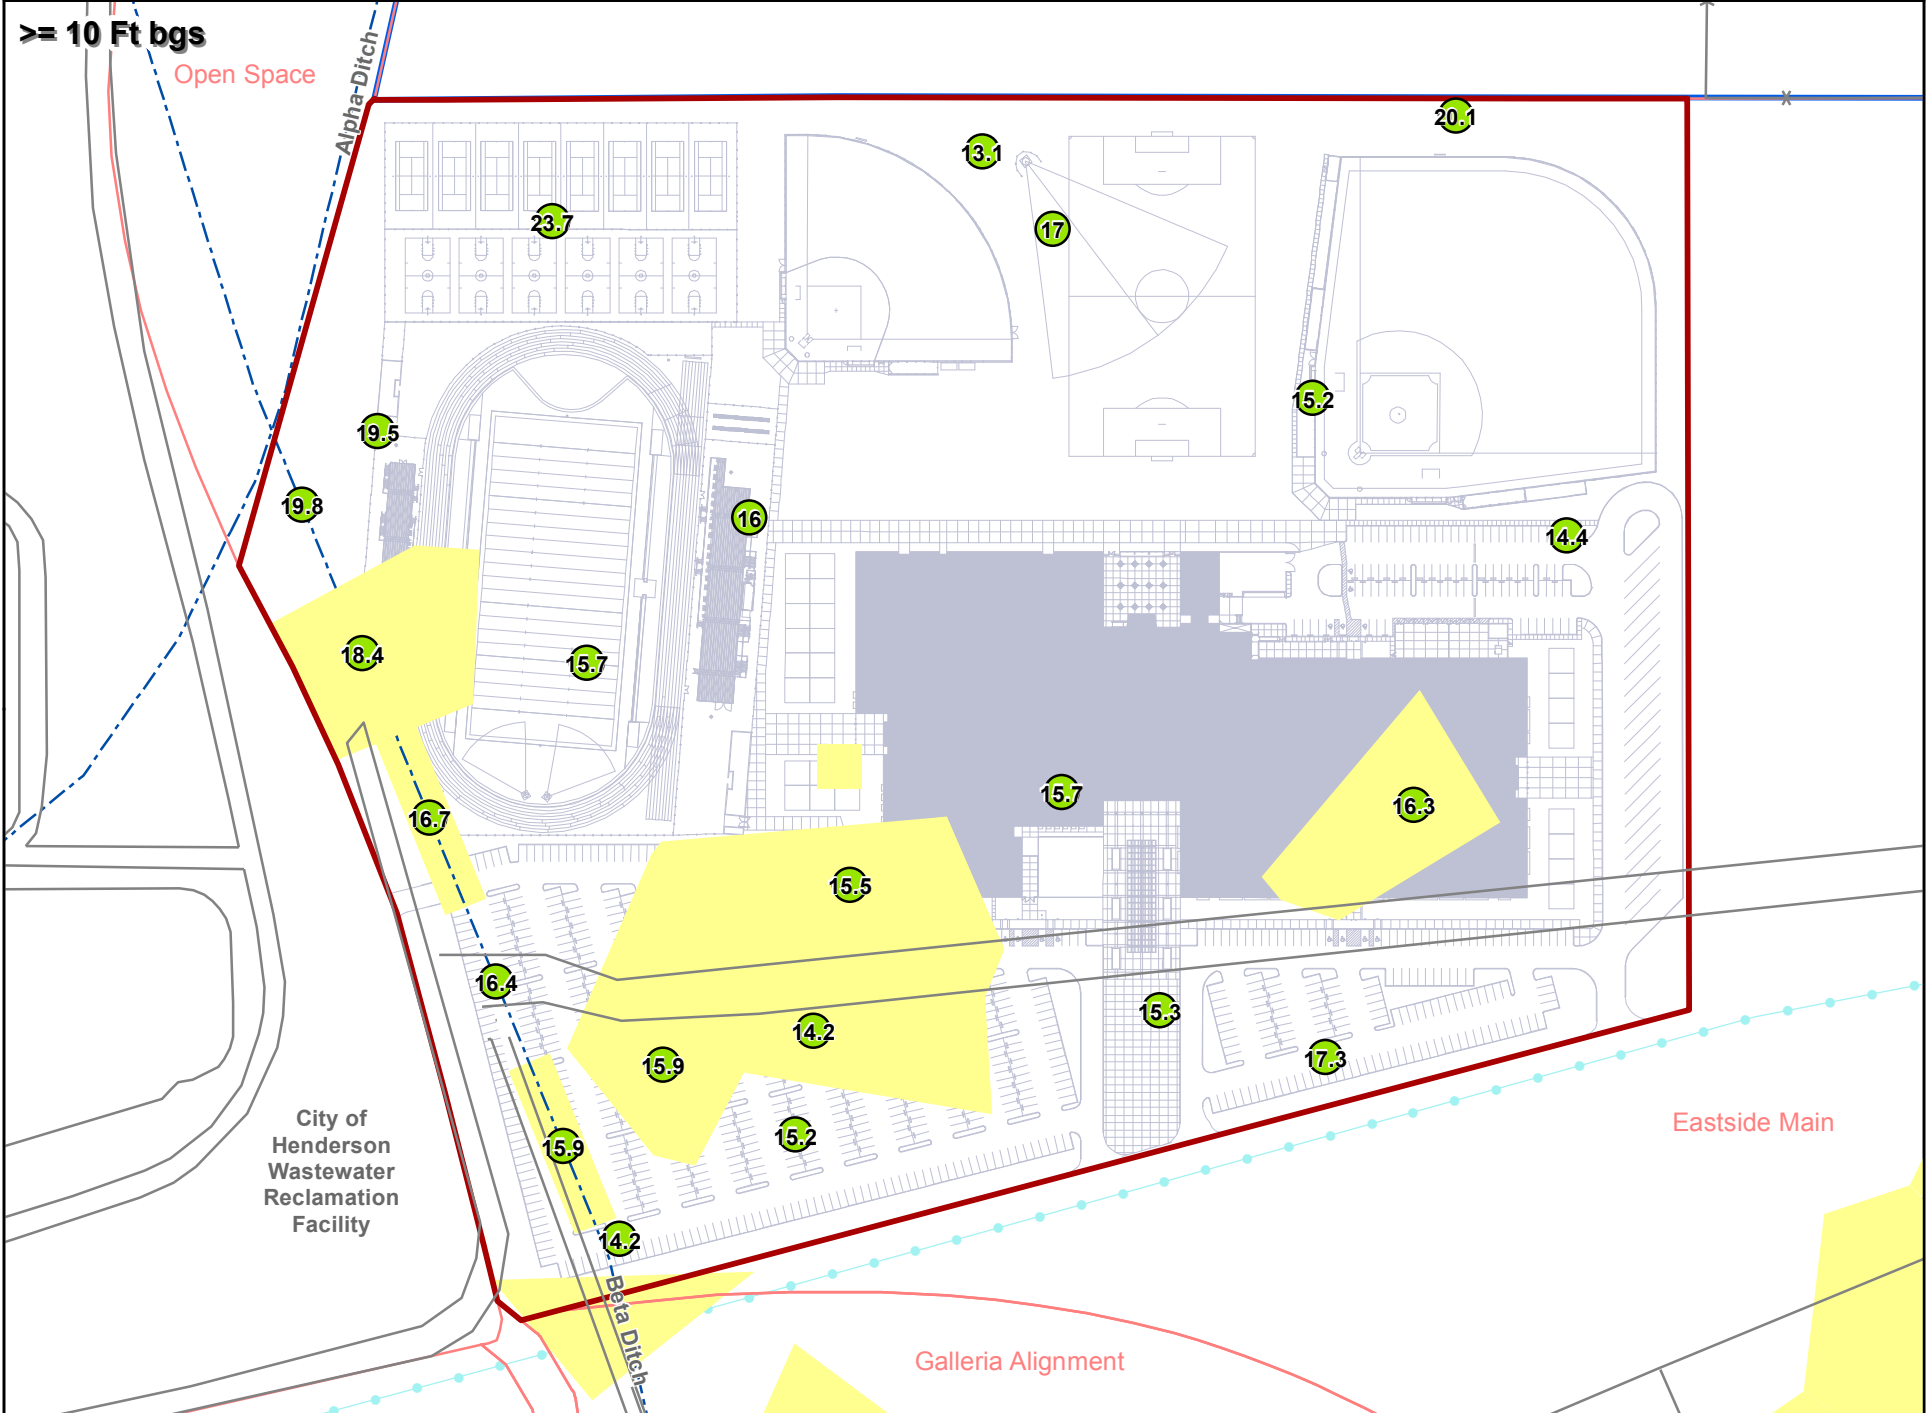 >= 10 Ft bgs
Open Space
Alpha Ditch
20.1
13.1
23.7
17
15.2
19.5
19.8
16
14.4
18.4
15.7
15.7
16.3
16.7
15.5
16.4
15.3
14.2
17.3
15.9
15.2
15.9
14.2
City of
Henderson
Wastewater
Reclamation
Facility
Eastside Main
Beta Ditch
Galleria Alignment